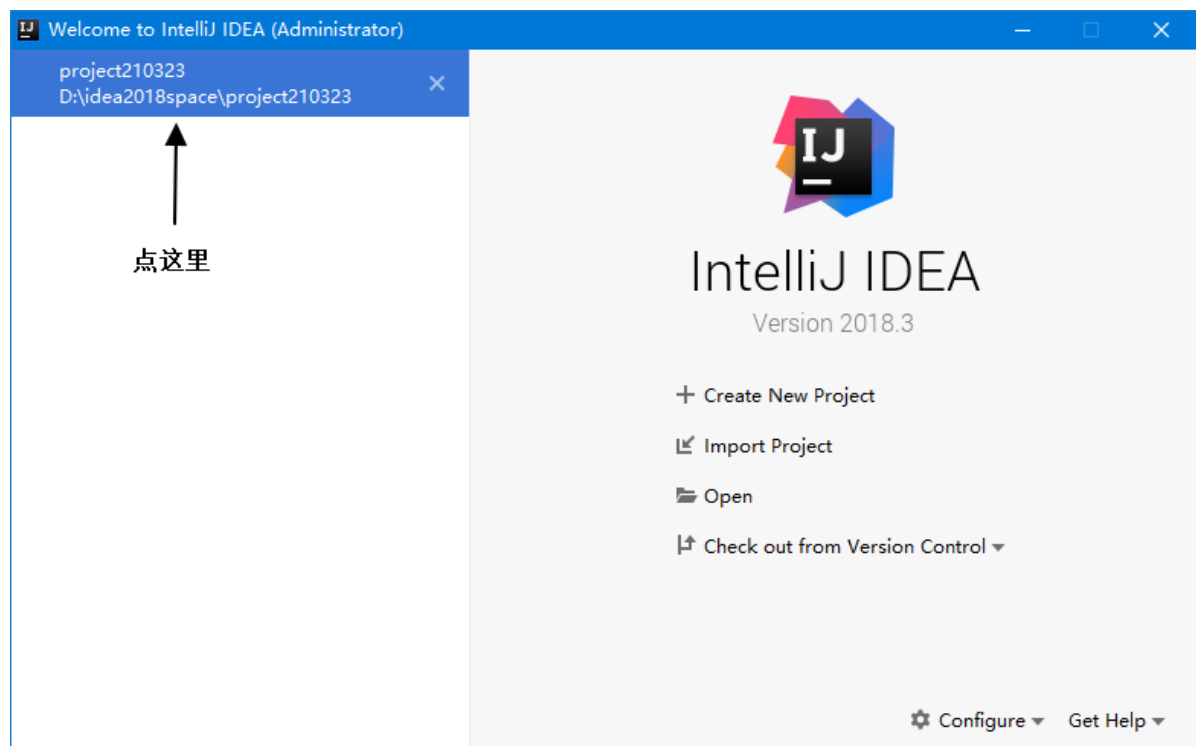 Welcome to IntelliJ IDEA (Administrator)
project210323
D:\idea2018space\project210323
点这里
IJ
IntelliJ IDEA
Version 2018.3
Create New Project
Import Project
Open
Check out from Version Control
Configure
Get Help